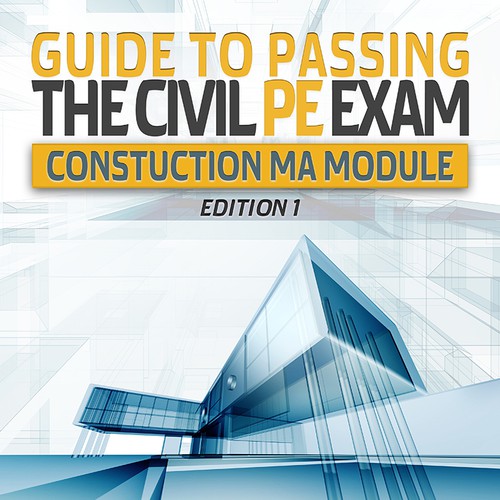 GUIDE TO PASSING
THE CIVIL PE EXAM
CONSTUCTION MA MODULE
EDITION 1